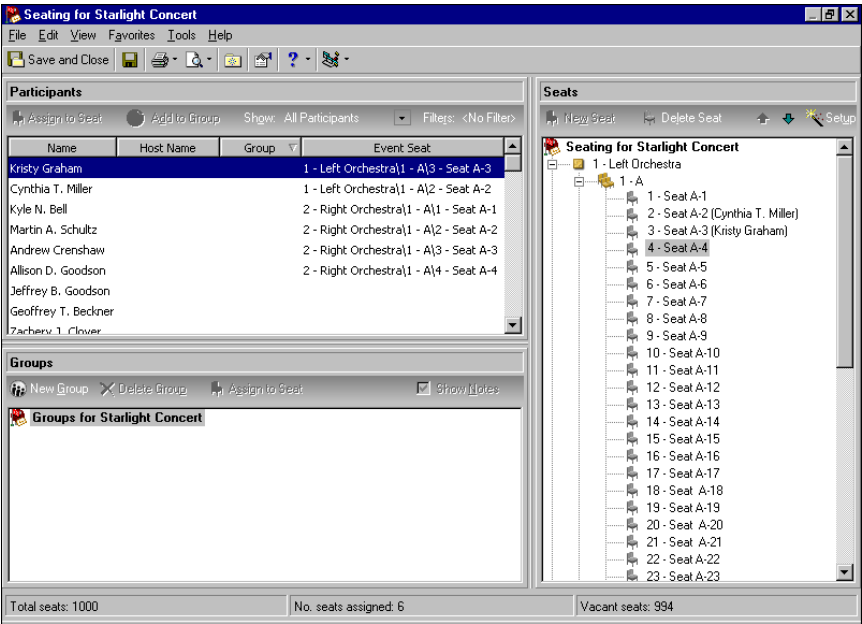 Seating for Starlight Concert
File Edit View Favorites Tools Help
Save and Close
Participants
Assign to Seat Add to Group Show: All Participants Filters: <No Filter>
Name Host Name Group Event Seat
Kristy Graham 1 - Left Orchestra\1 - A\3 - Seat A-3
Cynthia T. Miller 1 - Left Orchestra\1 - A\2 - Seat A-2
Kyle N. Bell 2 - Right Orchestra\1 - A\1 - Seat A-1
Martin A. Schultz 2 - Right Orchestra\1 - A\2 - Seat A-2
Andrew Crenshaw 2 - Right Orchestra\1 - A\3 - Seat A-3
Allison D. Goodson 2 - Right Orchestra\1 - A\4 - Seat A-4
Jeffrey B. Goodson
Geoffrey T. Beckner
Zachery J. Clover
Groups
New Group Delete Group Assign to Seat Show Notes
Groups for Starlight Concert
Seats
New Seat Delete Seat Setup
Seating for Starlight Concert
1 - Left Orchestra
1 - A
1 - Seat A-1
2 - Seat A-2 (Cynthia T. Miller)
3 - Seat A-3 (Kristy Graham)
4 - Seat A-4
5 - Seat A-5
6 - Seat A-6
7 - Seat A-7
8 - Seat A-8
9 - Seat A-9
10 - Seat A-10
11 - Seat A-11
12 - Seat A-12
13 - Seat A-13
14 - Seat A-14
15 - Seat A-15
16 - Seat A-16
17 - Seat A-17
18 - Seat A-18
19 - Seat A-19
20 - Seat A-20
21 - Seat A-21
22 - Seat A-22
23 - Seat A-23
Total seats: 1000 No. seats assigned: 6 Vacant seats: 994